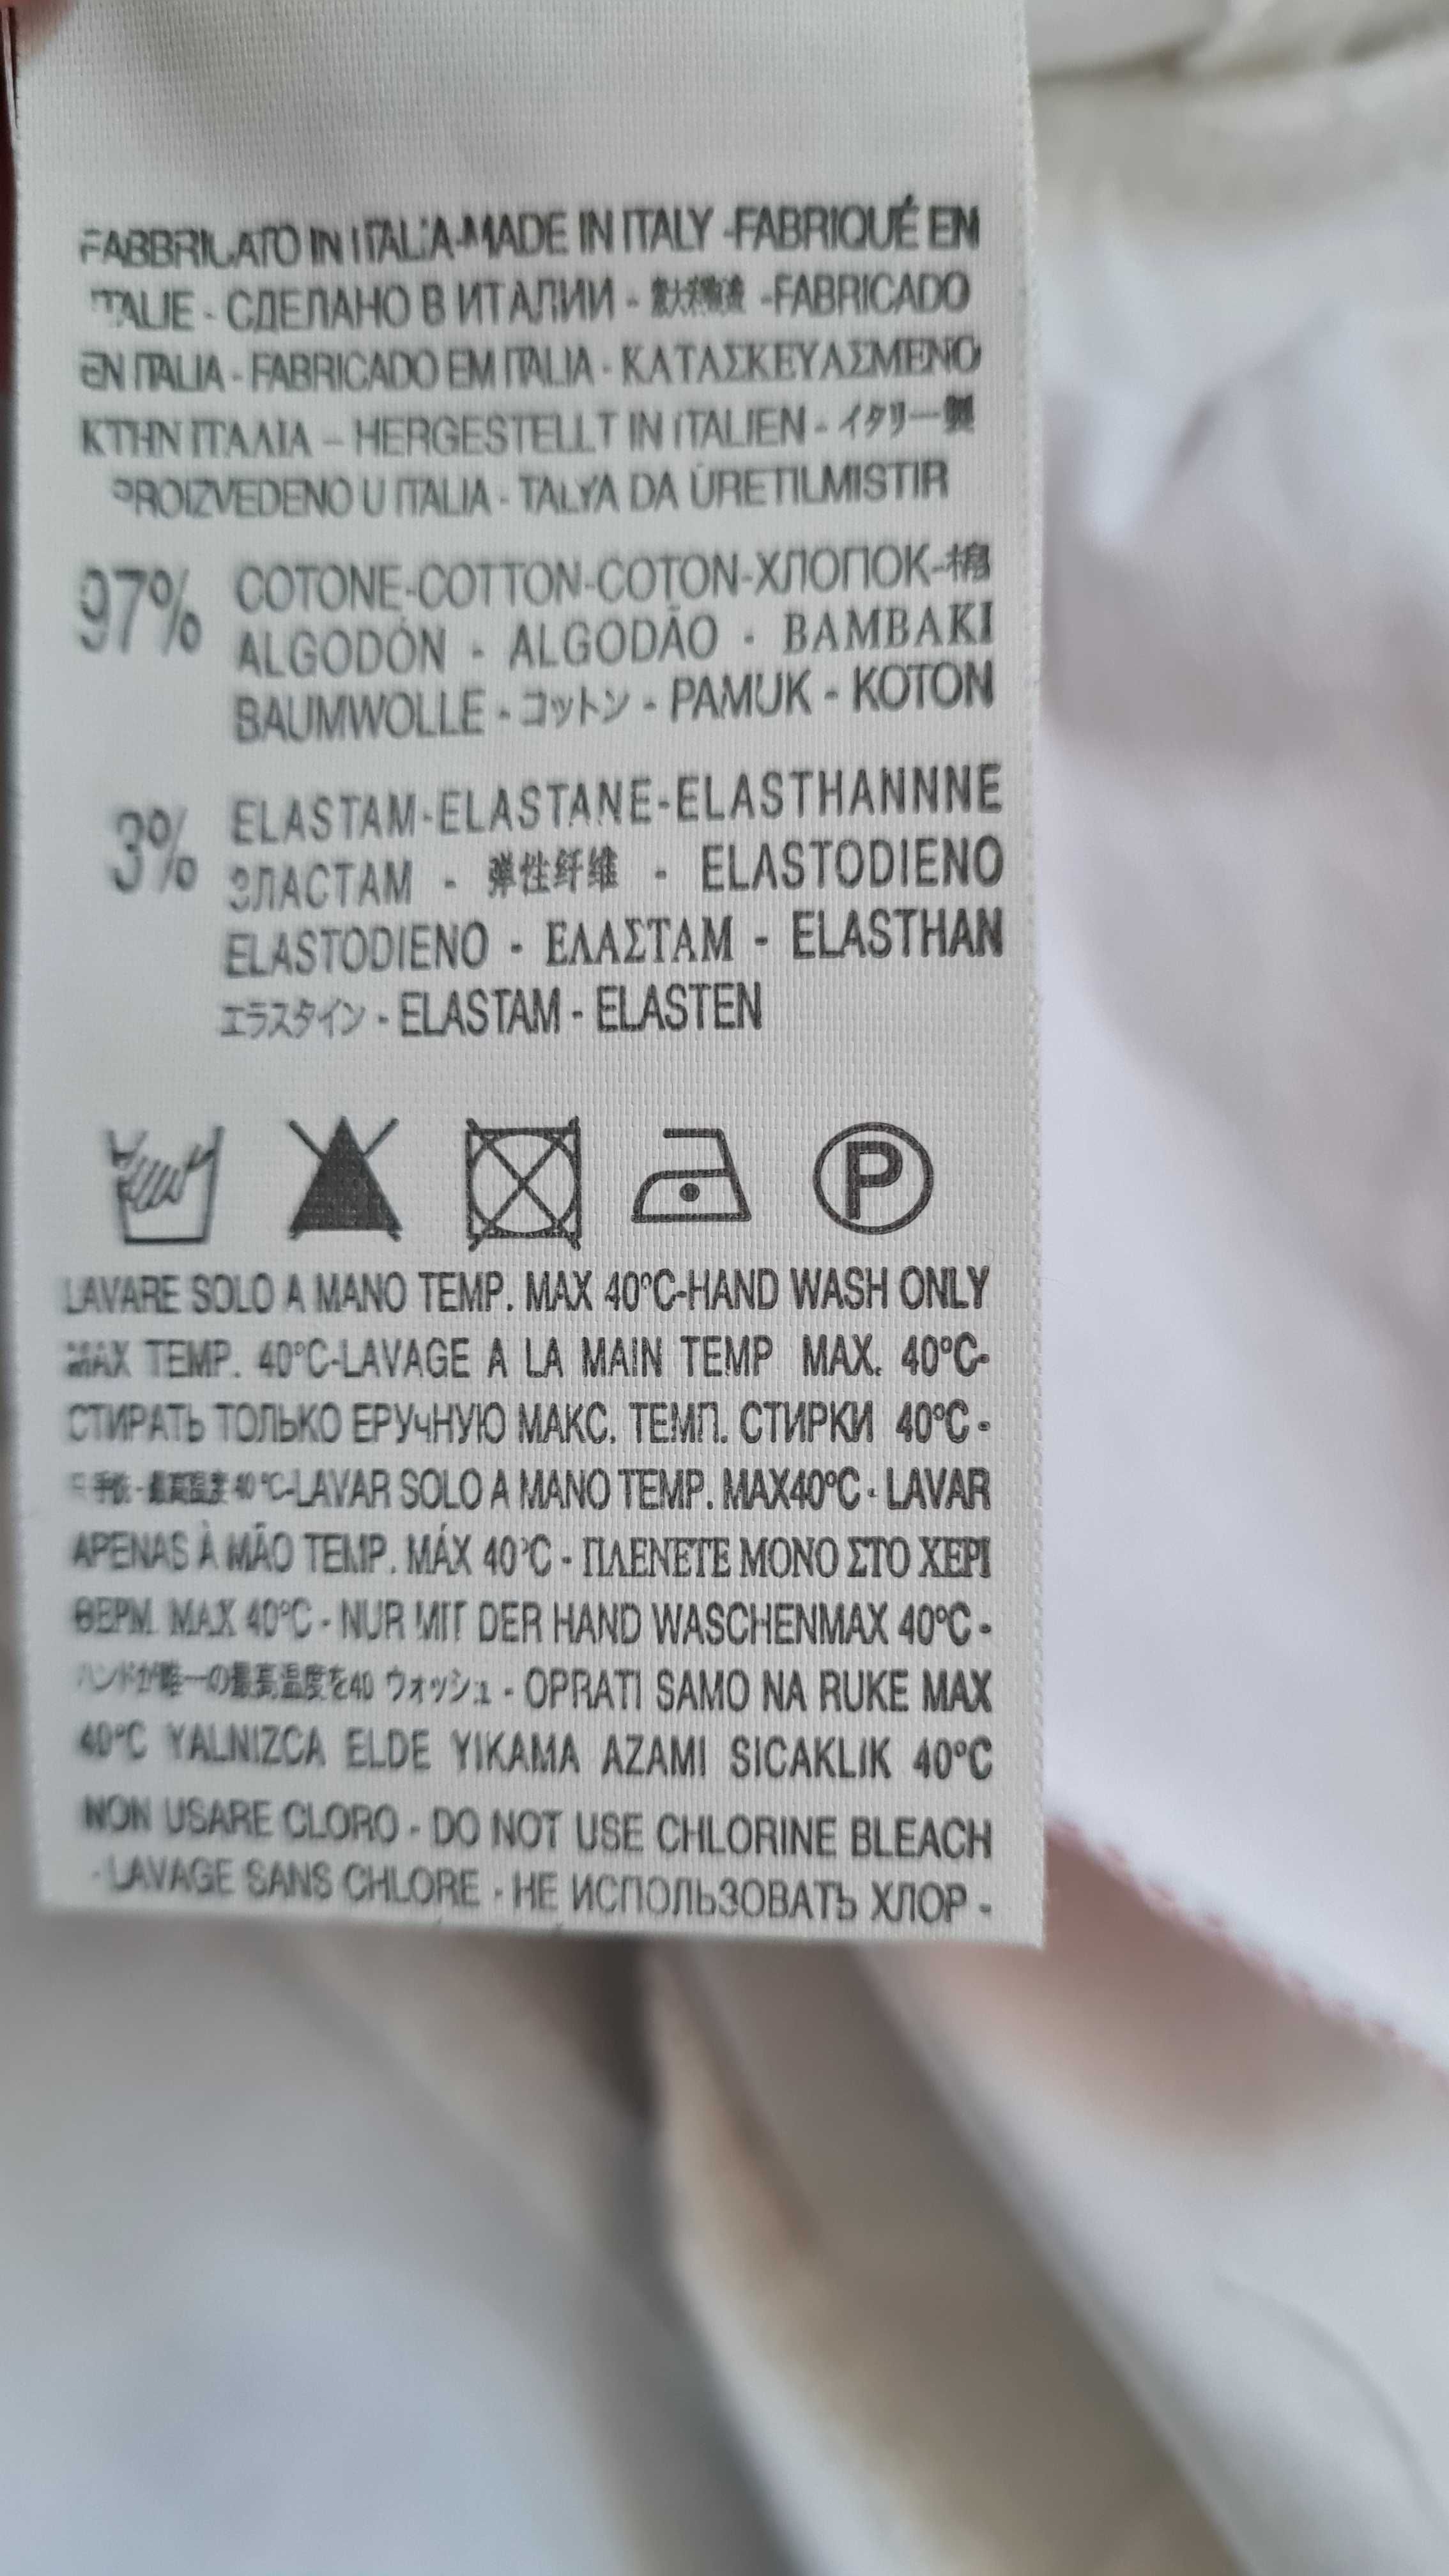 FABBRICATO IN ITALIA-MADE IN ITALY -FABRIQUÉ EN
ITALIE - СДЕЛАНО В ИТАЛИИ - -FABRICADO
EN ITALIA - FABRICADO EM ITALIA - ΚΑΤΑΣΚΕΥΑΣΜΕΝΟ
ΚΤΗΝ ΙΤΑΛΙΑ – HERGESTELLT IN ITALIEN - イタリー製
PROIZVEDENO U ITALIA - TALYA DA ÜRETILMISTIR
97% COTONE-COTTON-COTON-ХЛОПОК-棉
ALGODÓN - ALGODÃO - BAMBAKI
BAUMWOLLE - コットン - PAMUK - KOTON
3% ELASTAM-ELASTANE-ELASTHANNNE
ЭЛАСТАМ - 弹性纤维 - ELASTODIENO
ELASTODIENO - ΕΛΑΣΤΑΜ - ELASTHAN
エラスタイン - ELASTAM - ELASTEN
P
LAVARE SOLO A MANO TEMP. MAX 40°C-HAND WASH ONLY
MAX TEMP. 40°C-LAVAGE A LA MAIN TEMP MAX. 40°C-
СТИРАТЬ ТОЛЬКО ЕРУчНУЮ МАКС. ТЕМП. СТИРКИ 40°C -
手洗 - 最高温度 40 °C-LAVAR SOLO A MANO TEMP. MAX40°C - LAVAR
APENAS À MÃO TEMP. MÁX 40°C - ΠΛΕΝΕΤΕ ΜΟΝΟ ΣΤΟ ΧΕΡΙ
ΘΕΡΜ. MAX 40°C - NUR MIT DER HAND WASCHENMAX 40°C -
ハンドが唯一の最高温度を40 ウォッシュ - OPRATI SAMO NA RUKE MAX
40°C YALNIZCA ELDE YIKAMA AZAMI SICAKLIK 40°C
NON USARE CLORO - DO NOT USE CHLORINE BLEACH
- LAVAGE SANS CHLORE - НЕ ИСПОЛЬЗОВАТЬ ХЛОР -